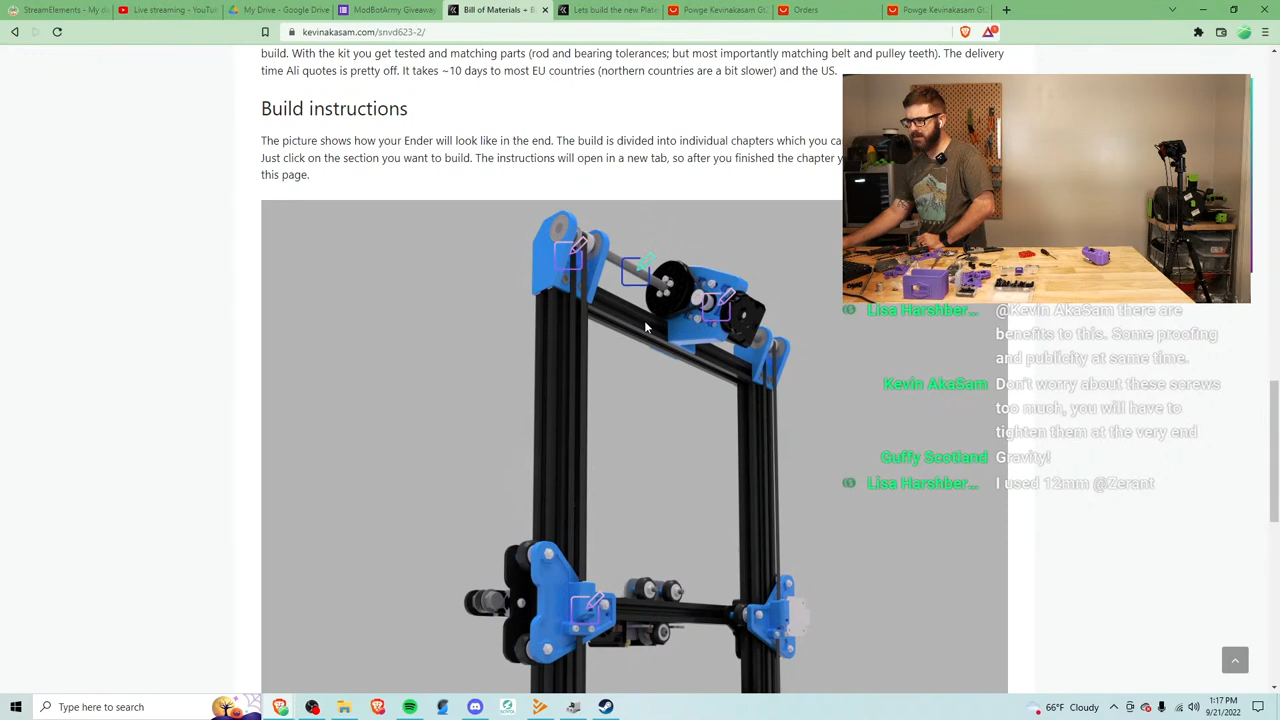 StreamElements - My d
Live streaming - YouTu
My Drive - Google Drive
ModBotArmy Giveaway
Bill of Materials + B
Lets build the new Plate
Powge Kevinakasam Gt
Orders
Powge Kevinakasam Gt
kevinakasam.com/snvd623-2/
build. With the kit you get tested and matching parts (rod and bearing tolerances; but most importantly matching belt and pulley teeth). The delivery
time Ali quotes is pretty off. It takes ~10 days to most EU countries (northern countries are a bit slower) and the US.
Build instructions
The picture shows how your Ender will look like in the end. The build is divided into individual chapters which you ca
Just click on the section you want to build. The instructions will open in a new tab, so after you finished the chapter y
this page.
Lisa Harshber... @Kevin AkaSam there are
benefits to this. Some proofing
and publicity at same time.
Kevin AkaSam Don't worry about these screws
too much, you will have to
tighten them at the very end
Guffy Scotland Gravity!
Lisa Harshber... I used 12mm @Zerant
Type here to search
66°F Cloudy
1:17 PM
9/21/2022